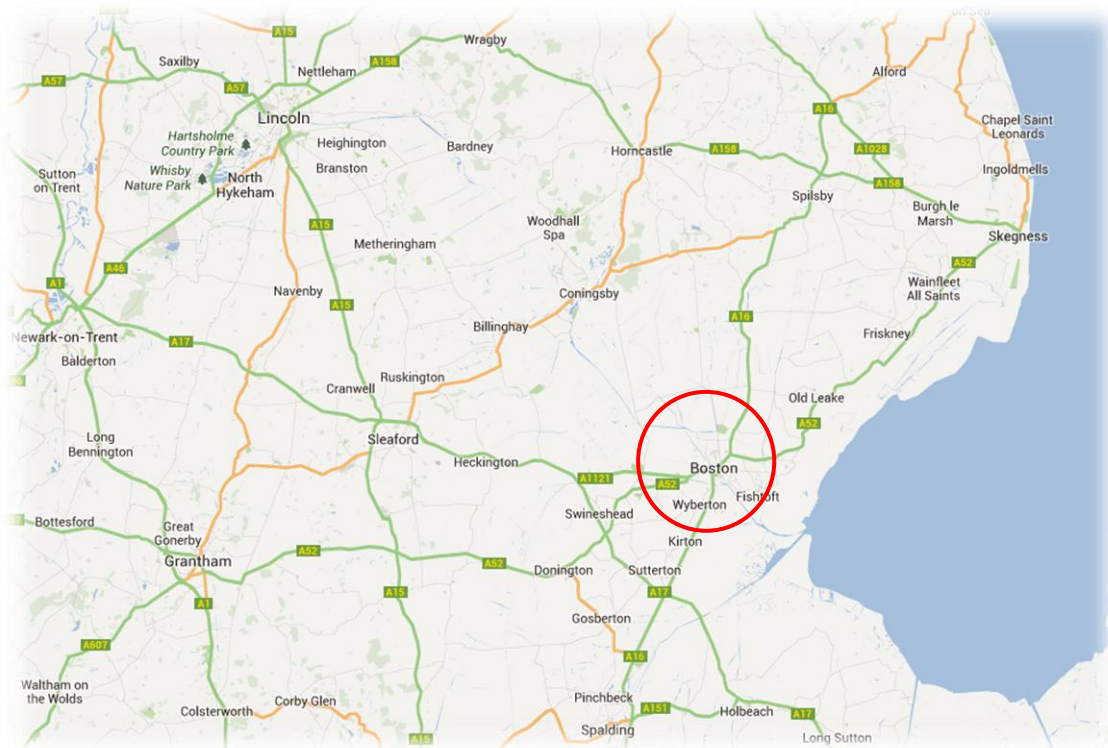 on Sea
A15
Wragby
Saxilby
A158
Nettleham
Alford
A57
A57
A16
Lincoln
Chapel Saint
Leonards
Hartsholme
Country Park
Heighington
Bardney
Horncastle
A158
A1028
Branston
Ingoldmells
Whisby
Nature Park
Sutton
on Trent
North
Hykeham
A158
Spilsby
Burgh le
Marsh
Woodhall
Spa
A15
Skegness
Metheringham
A46
A52
A1
Wainfleet
All Saints
Navenby
Coningsby
A15
A16
Billinghay
Newark-on-Trent
A17
Friskney
Balderton
Ruskington
Cranwell
Old Leake
A52
Long
Bennington
Sleaford
Heckington
Boston
A1121
A52
Fishtoft
Wyberton
Swineshead
Bottesford
Great
Gonerby
Kirton
A52
Grantham
A52
Donington
Sutterton
A15
A17
A1
Gosberton
A607
A16
Waltham on
the Wolds
Pinchbeck
Corby Glen
Colsterworth
A151
Holbeach
A17
Spalding
A15
Long Sutton